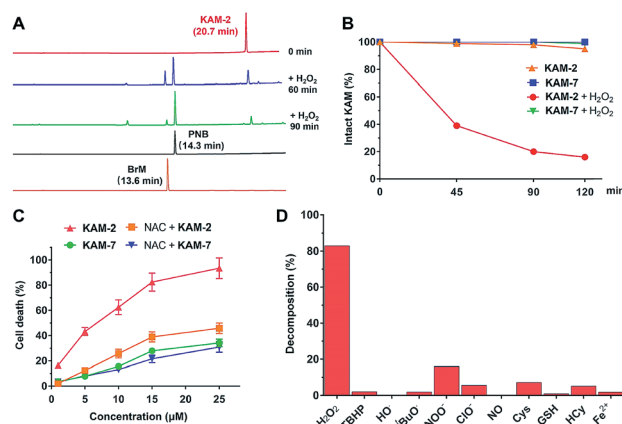 A
KAM-2
(20.7 min)
0 min
+ H₂O₂
60 min
+ H₂O₂
90 min
PNB
(14.3 min)
BrM
(13.6 min)
B
Intact KAM (%)
100
80
60
40
20
0
0 45 90 120 min
KAM-2
KAM-7
KAM-2 + H₂O₂
KAM-7 + H₂O₂
C
KAM-2 NAC + KAM-2
KAM-7 NAC + KAM-7
Cell death (%)
100
80
60
40
20
0
0 5 10 15 20 25
Concentration (µM)
D
Decomposition (%)
100
80
60
40
20
0
H₂O₂ TBHP HO· ᵗBuO· NOO⁻ ClO⁻ NO Cys GSH HCy Fe²⁺